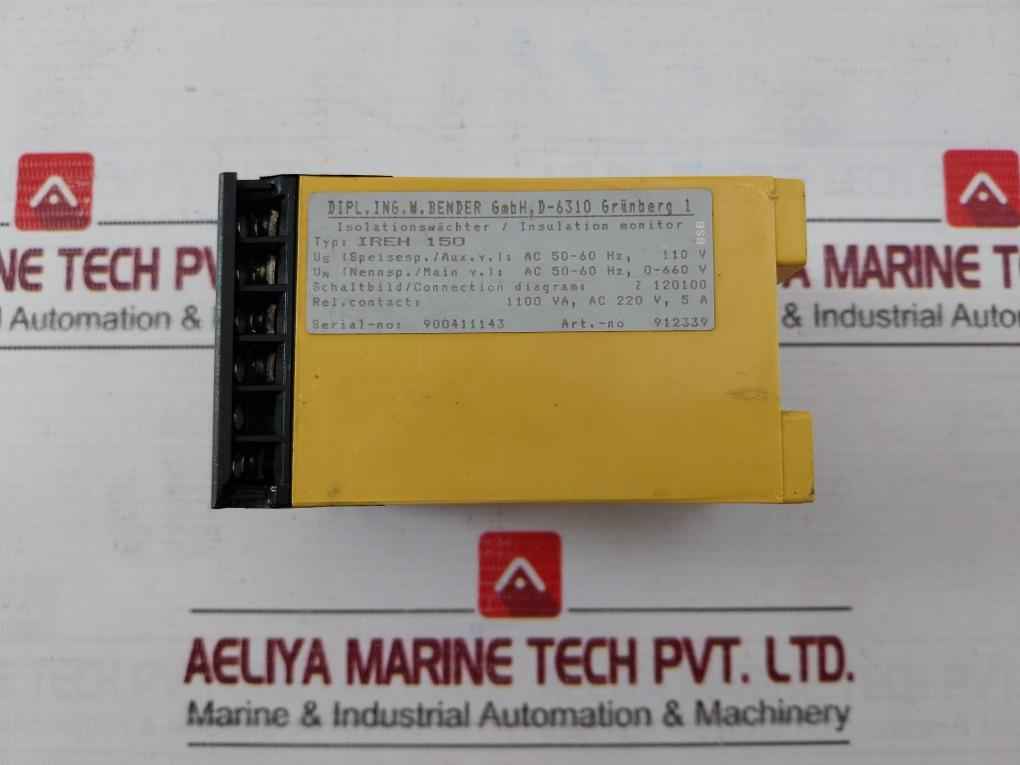 DIPL.ING.W.BENDER GmbH,D-6310 Grünberg 1
Isolationswächter / Insulation monitor
Typ: IREH 150
BSB
US (Speisesp./Aux.v.): AC 50-60 Hz, 110 V
UN (Nennsp./Main v.): AC 50-60 Hz, 0-660 V
Schaltbild/Connection diagram: Z 120100
Rel.contact: 1100 VA, AC 220 V, 5 A
Serial-no: 900411143 Art.-no 912339
NE TECH PV
Automation &
AELIYA MARINE
& Industrial Auto
AELIYA MARINE TECH PVT. LTD.
Marine & Industrial Automation & Machinery